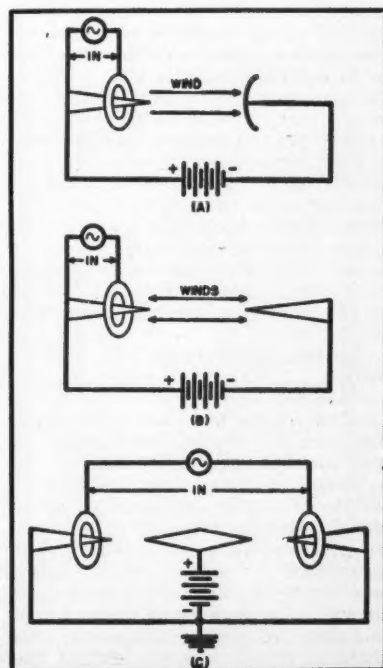 IN
WIND
+ -
(A)
IN
WINDS
+ -
(B)
IN
+
-
(C)